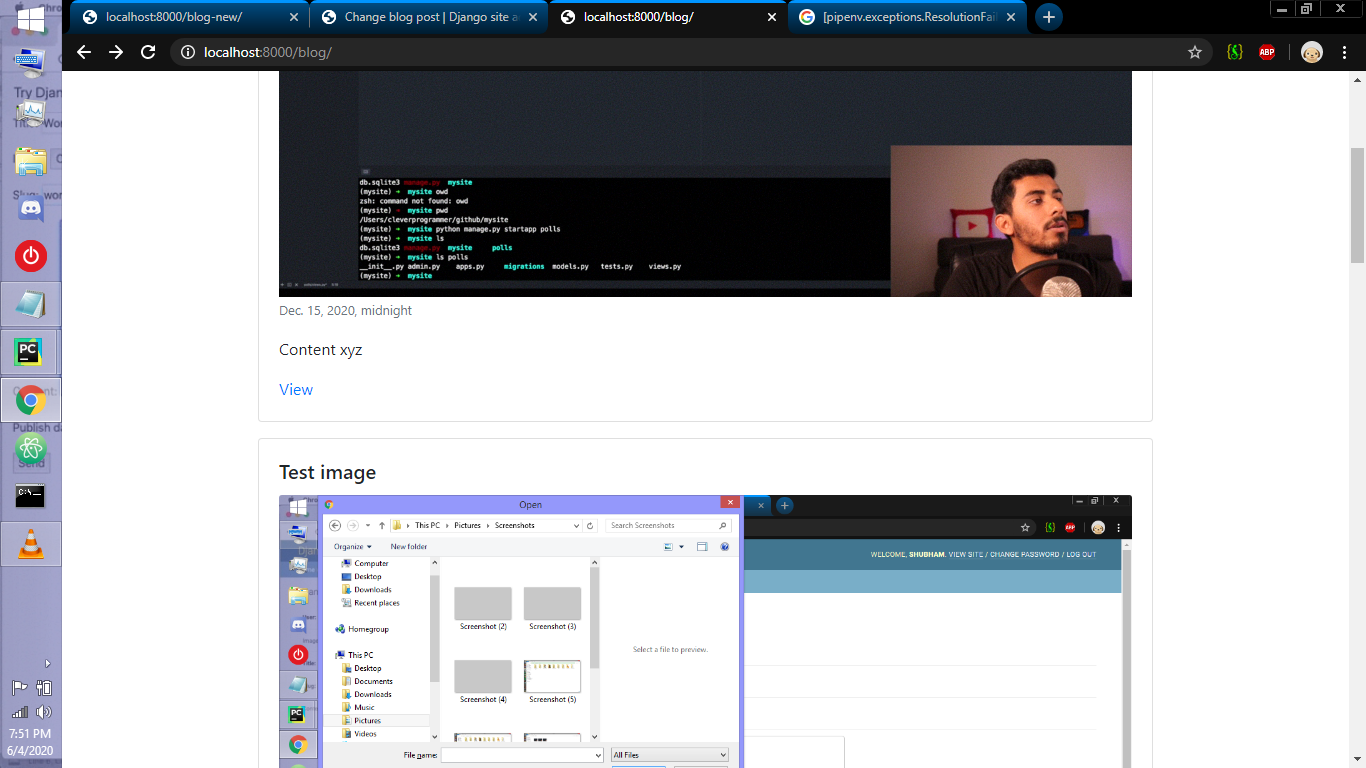 localhost:8000/blog-new/
Change blog post | Django site a
localhost:8000/blog/
[pipenv.exceptions.ResolutionFail
localhost:8000/blog/
ABP
db.sqlite3 manage.py mysite
(mysite) ➜ mysite owd
zsh: command not found: owd
(mysite) ➜ mysite pwd
/Users/cleverprogrammer/github/mysite
(mysite) ➜ mysite python manage.py startapp polls
(mysite) ➜ mysite ls
db.sqlite3 manage.py mysite polls
(mysite) ➜ mysite ls polls
__init__.py admin.py apps.py migrations models.py tests.py views.py
(mysite) ➜ mysite
Dec. 15, 2020, midnight
Content xyz
View
Test image
Open
This PC Pictures Screenshots
Search Screenshots
Organize
New folder
Computer
Desktop
Downloads
Recent places
Homegroup
This PC
Desktop
Documents
Downloads
Music
Pictures
Videos
Screenshot (2)
Screenshot (3)
Screenshot (4)
Screenshot (5)
Select a file to preview.
File name:
All Files
WELCOME, SHUBHAM. VIEW SITE / CHANGE PASSWORD / LOG OUT
Try Djan
Publish da
Send
PC
C:\
7:51 PM
6/4/2020